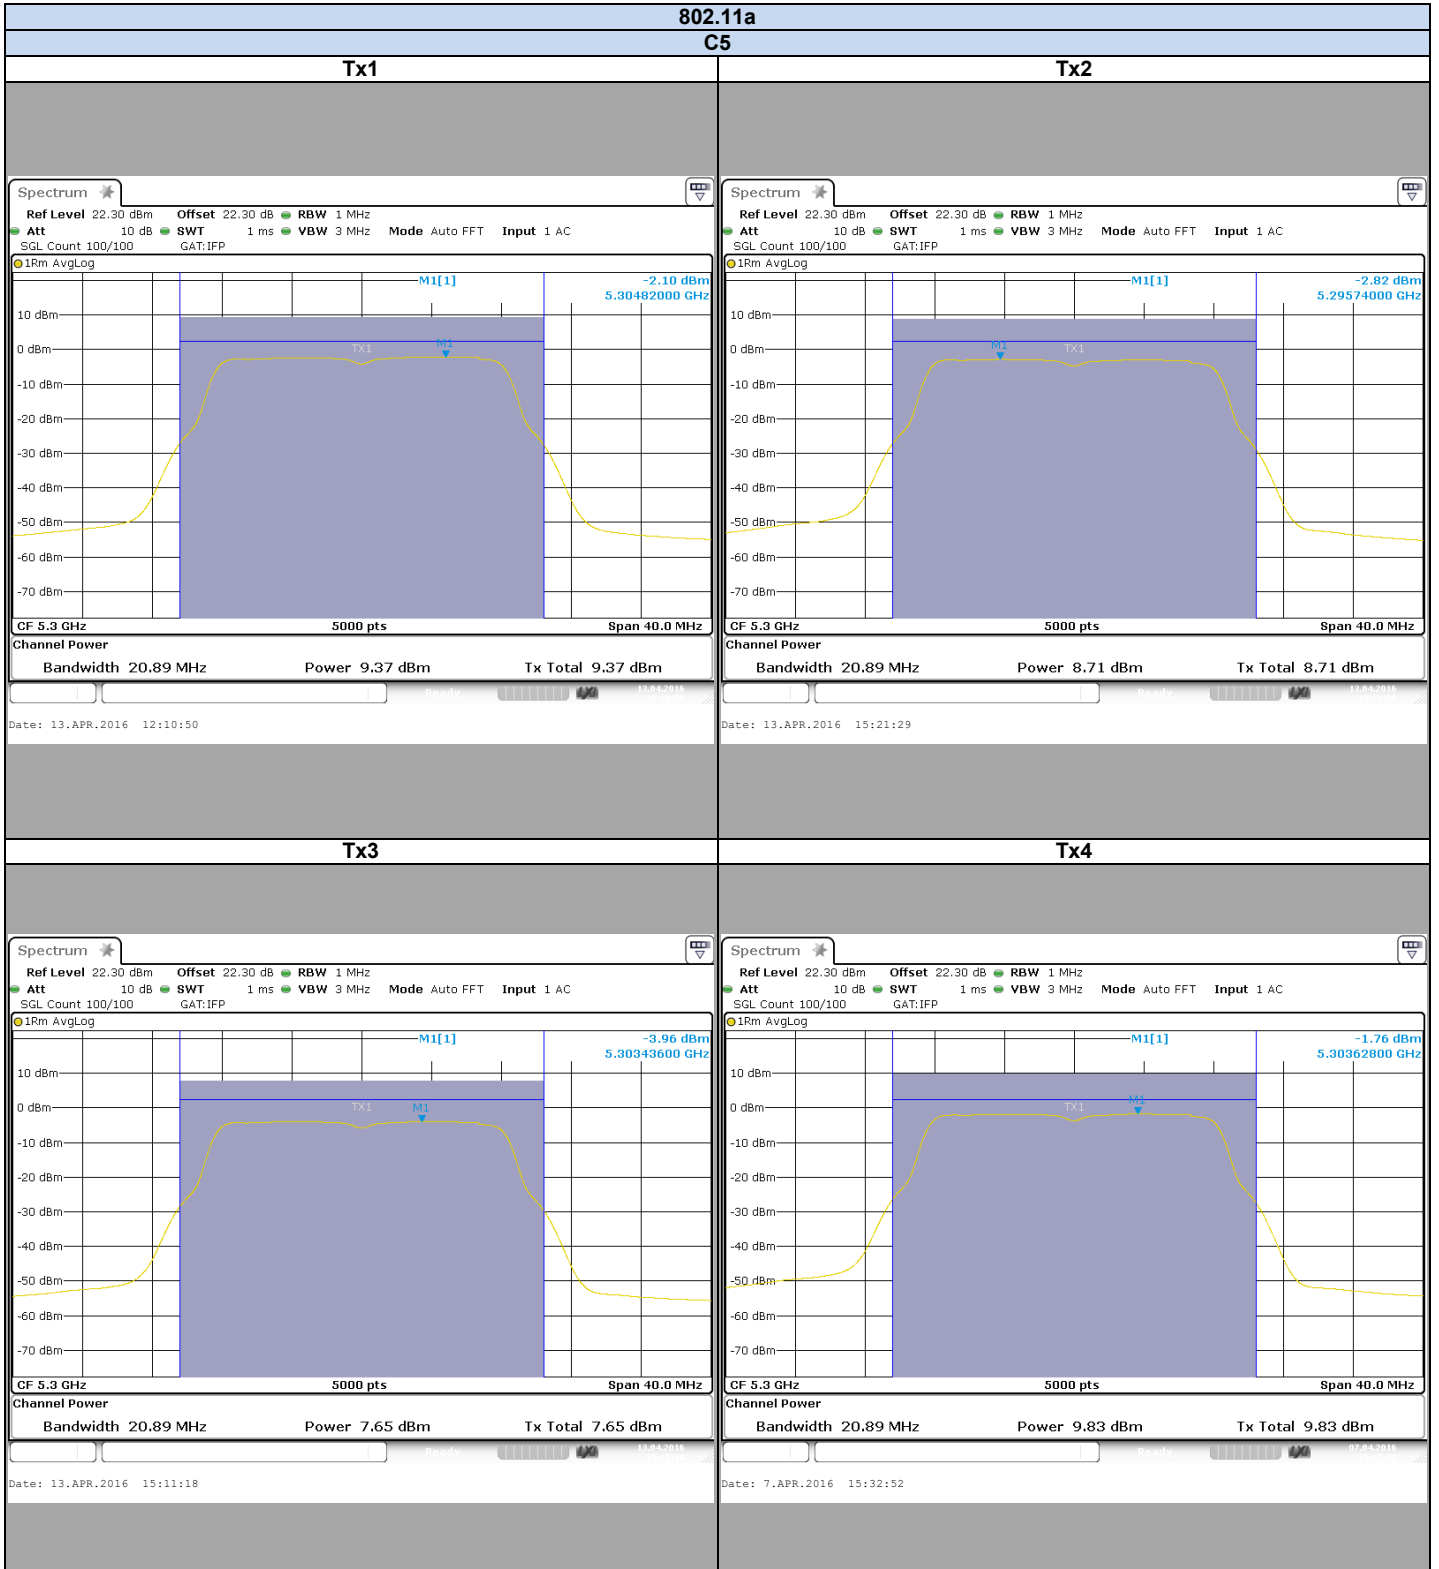 802.11a
C5
Tx1 Tx2
Spectrum
Ref Level 22.30 dBm Offset 22.30 dB RBW 1 MHz
Att 10 dB SWT 1 ms VBW 3 MHz Mode Auto FFT Input 1 AC
SGL Count 100/100 GAT:IFP
1Rm AvgLog
M1[1] -2.10 dBm
5.30482000 GHz
10 dBm
0 dBm
TX1
M1
-10 dBm
-20 dBm
-30 dBm
-40 dBm
-50 dBm
-60 dBm
-70 dBm
CF 5.3 GHz 5000 pts Span 40.0 MHz
Channel Power
Bandwidth 20.89 MHz Power 9.37 dBm Tx Total 9.37 dBm
Ready 13.04.2016
Date: 13.APR.2016 12:10:50
Spectrum
Ref Level 22.30 dBm Offset 22.30 dB RBW 1 MHz
Att 10 dB SWT 1 ms VBW 3 MHz Mode Auto FFT Input 1 AC
SGL Count 100/100 GAT:IFP
1Rm AvgLog
M1[1] -2.82 dBm
5.29574000 GHz
10 dBm
0 dBm
M1
TX1
-10 dBm
-20 dBm
-30 dBm
-40 dBm
-50 dBm
-60 dBm
-70 dBm
CF 5.3 GHz 5000 pts Span 40.0 MHz
Channel Power
Bandwidth 20.89 MHz Power 8.71 dBm Tx Total 8.71 dBm
Ready 13.04.2016
Date: 13.APR.2016 15:21:29
Tx3 Tx4
Spectrum
Ref Level 22.30 dBm Offset 22.30 dB RBW 1 MHz
Att 10 dB SWT 1 ms VBW 3 MHz Mode Auto FFT Input 1 AC
SGL Count 100/100 GAT:IFP
1Rm AvgLog
M1[1] -3.96 dBm
5.30343600 GHz
10 dBm
0 dBm
TX1
M1
-10 dBm
-20 dBm
-30 dBm
-40 dBm
-50 dBm
-60 dBm
-70 dBm
CF 5.3 GHz 5000 pts Span 40.0 MHz
Channel Power
Bandwidth 20.89 MHz Power 7.65 dBm Tx Total 7.65 dBm
Ready 13.04.2016
Date: 13.APR.2016 15:11:18
Spectrum
Ref Level 22.30 dBm Offset 22.30 dB RBW 1 MHz
Att 10 dB SWT 1 ms VBW 3 MHz Mode Auto FFT Input 1 AC
SGL Count 100/100 GAT:IFP
1Rm AvgLog
M1[1] -1.76 dBm
5.30362800 GHz
10 dBm
0 dBm
TX1
M1
-10 dBm
-20 dBm
-30 dBm
-40 dBm
-50 dBm
-60 dBm
-70 dBm
CF 5.3 GHz 5000 pts Span 40.0 MHz
Channel Power
Bandwidth 20.89 MHz Power 9.83 dBm Tx Total 9.83 dBm
Ready 07.04.2016
Date: 7.APR.2016 15:32:52